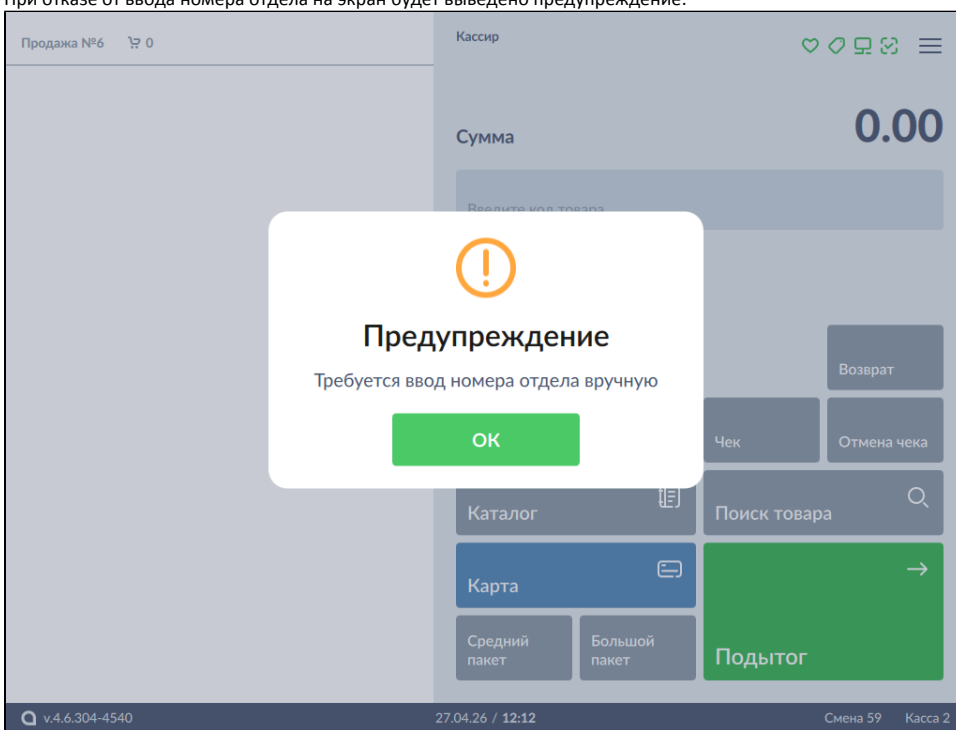 При отказе от ввода номера отдела на экран будет выведено предупреждение:
Продажа №6 0
Кассир
Сумма
0.00
Введите код товара
Предупреждение
Требуется ввод номера отдела вручную
ОК
Возврат
Чек
Отмена чека
Каталог
Поиск товара
Карта
Средний
пакет
Большой
пакет
Подытог
v.4.6.304-4540
27.04.26 / 12:12
Смена 59
Касса 2